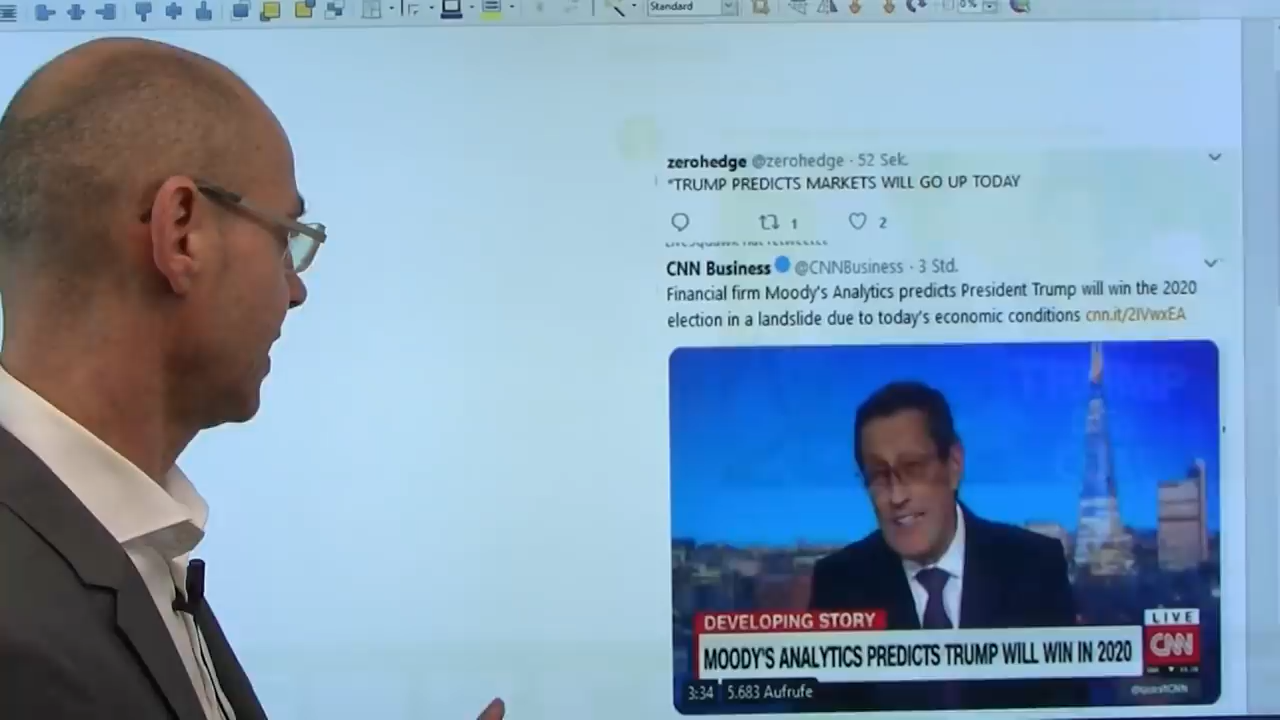 Standard
0%
zerohedge @zerohedge · 52 Sek.
*TRUMP PREDICTS MARKETS WILL GO UP TODAY
1 2
CNN Business @CNNBusiness · 3 Std.
Financial firm Moody's Analytics predicts President Trump will win the 2020
election in a landslide due to today's economic conditions cnn.it/2IVwxEA
TRUMP
DEVELOPING STORY
LIVE
CNN
MOODY'S ANALYTICS PREDICTS TRUMP WILL WIN IN 2020
3:34 5.683 Aufrufe